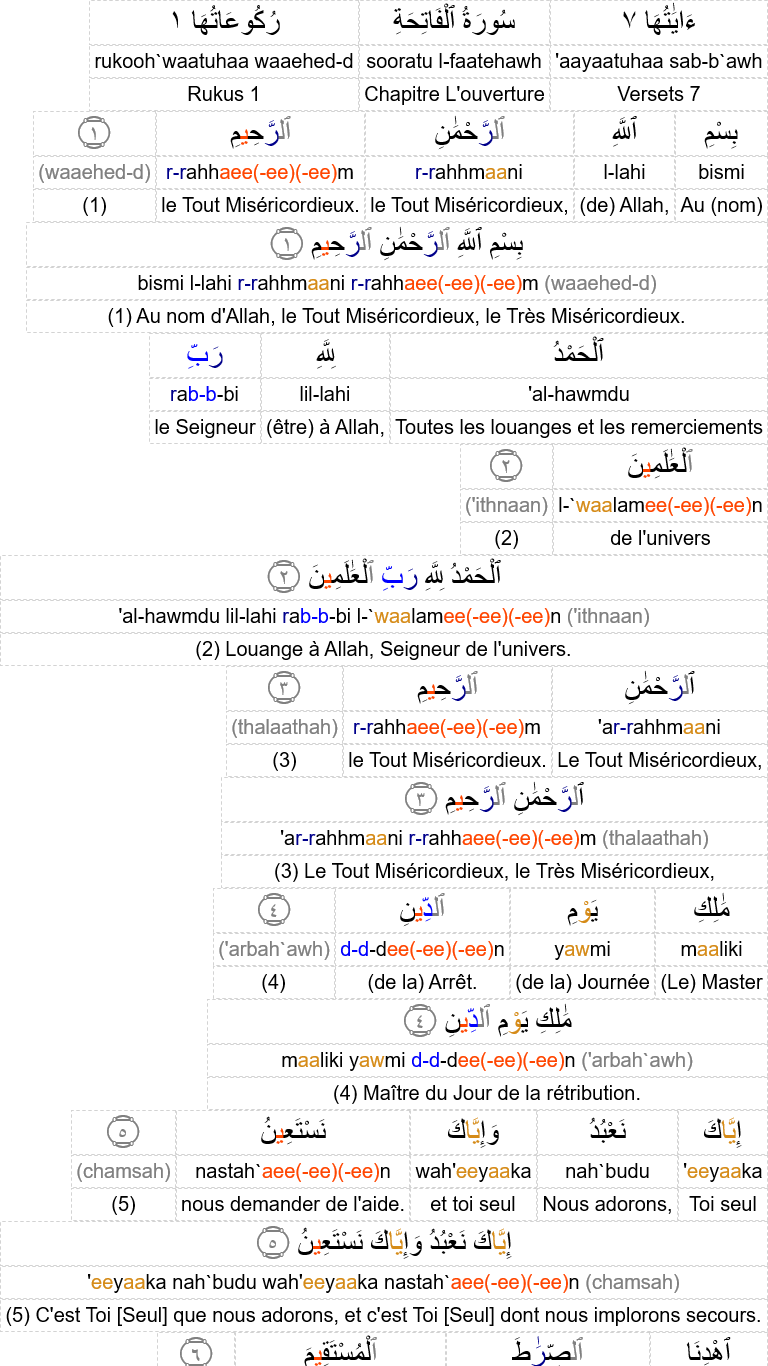 ءَايَٰتُهَا ٧ سُورَةُ ٱلْفَاتِحَةِ رُكُوعَاتُهَا ١
rukooh`waatuhaa waaehed-d sooratu l-faatehawh 'aayaatuhaa sab-b`awh
Rukus 1 Chapitre L'ouverture Versets 7
بِسْمِ ٱللَّهِ ٱلرَّحْمَٰنِ ٱلرَّحِيمِ ١
(waaehed-d) r-rahhaee(-ee)(-ee)m r-rahhmaani l-lahi bismi
(1) le Tout Miséricordieux. le Tout Miséricordieux, (de) Allah, Au (nom)
بِسْمِ ٱللَّهِ ٱلرَّحْمَٰنِ ٱلرَّحِيمِ ١
bismi l-lahi r-rahhmaani r-rahhaee(-ee)(-ee)m (waaehed-d)
(1) Au nom d'Allah, le Tout Miséricordieux, le Très Miséricordieux.
ٱلْحَمْدُ لِلَّهِ رَبِّ
rab-b-bi lil-lahi 'al-hawmdu
le Seigneur (être) à Allah, Toutes les louanges et les remerciements
ٱلْعَٰلَمِينَ ٢
('ithnaan) l-`waalamee(-ee)(-ee)n
(2) de l'univers
ٱلْحَمْدُ لِلَّهِ رَبِّ ٱلْعَٰلَمِينَ ٢
'al-hawmdu lil-lahi rab-b-bi l-`waalamee(-ee)(-ee)n ('ithnaan)
(2) Louange à Allah, Seigneur de l'univers.
ٱلرَّحْمَٰنِ ٱلرَّحِيمِ ٣
(thalaathah) r-rahhaee(-ee)(-ee)m 'ar-rahhmaani
(3) le Tout Miséricordieux. Le Tout Miséricordieux,
ٱلرَّحْمَٰنِ ٱلرَّحِيمِ ٣
'ar-rahhmaani r-rahhaee(-ee)(-ee)m (thalaathah)
(3) Le Tout Miséricordieux, le Très Miséricordieux,
مَٰلِكِ يَوْمِ ٱلدِّينِ ٤
('arbah`awh) d-d-dee(-ee)(-ee)n yawmi maaliki
(4) (de la) Arrêt. (de la) Journée (Le) Master
مَٰلِكِ يَوْمِ ٱلدِّينِ ٤
maaliki yawmi d-d-dee(-ee)(-ee)n ('arbah`awh)
(4) Maître du Jour de la rétribution.
إِيَّاكَ نَعْبُدُ وَإِيَّاكَ نَسْتَعِينُ ٥
(chamsah) nastah`aee(-ee)(-ee)n wah'eeyaaka nah`budu 'eeyaaka
(5) nous demander de l'aide. et toi seul Nous adorons, Toi seul
إِيَّاكَ نَعْبُدُ وَإِيَّاكَ نَسْتَعِينُ ٥
'eeyaaka nah`budu wah'eeyaaka nastah`aee(-ee)(-ee)n (chamsah)
(5) C'est Toi [Seul] que nous adorons, et c'est Toi [Seul] dont nous implorons secours.
ٱهْدِنَا ٱلصِّرَٰطَ ٱلْمُسْتَقِيمَ ٦